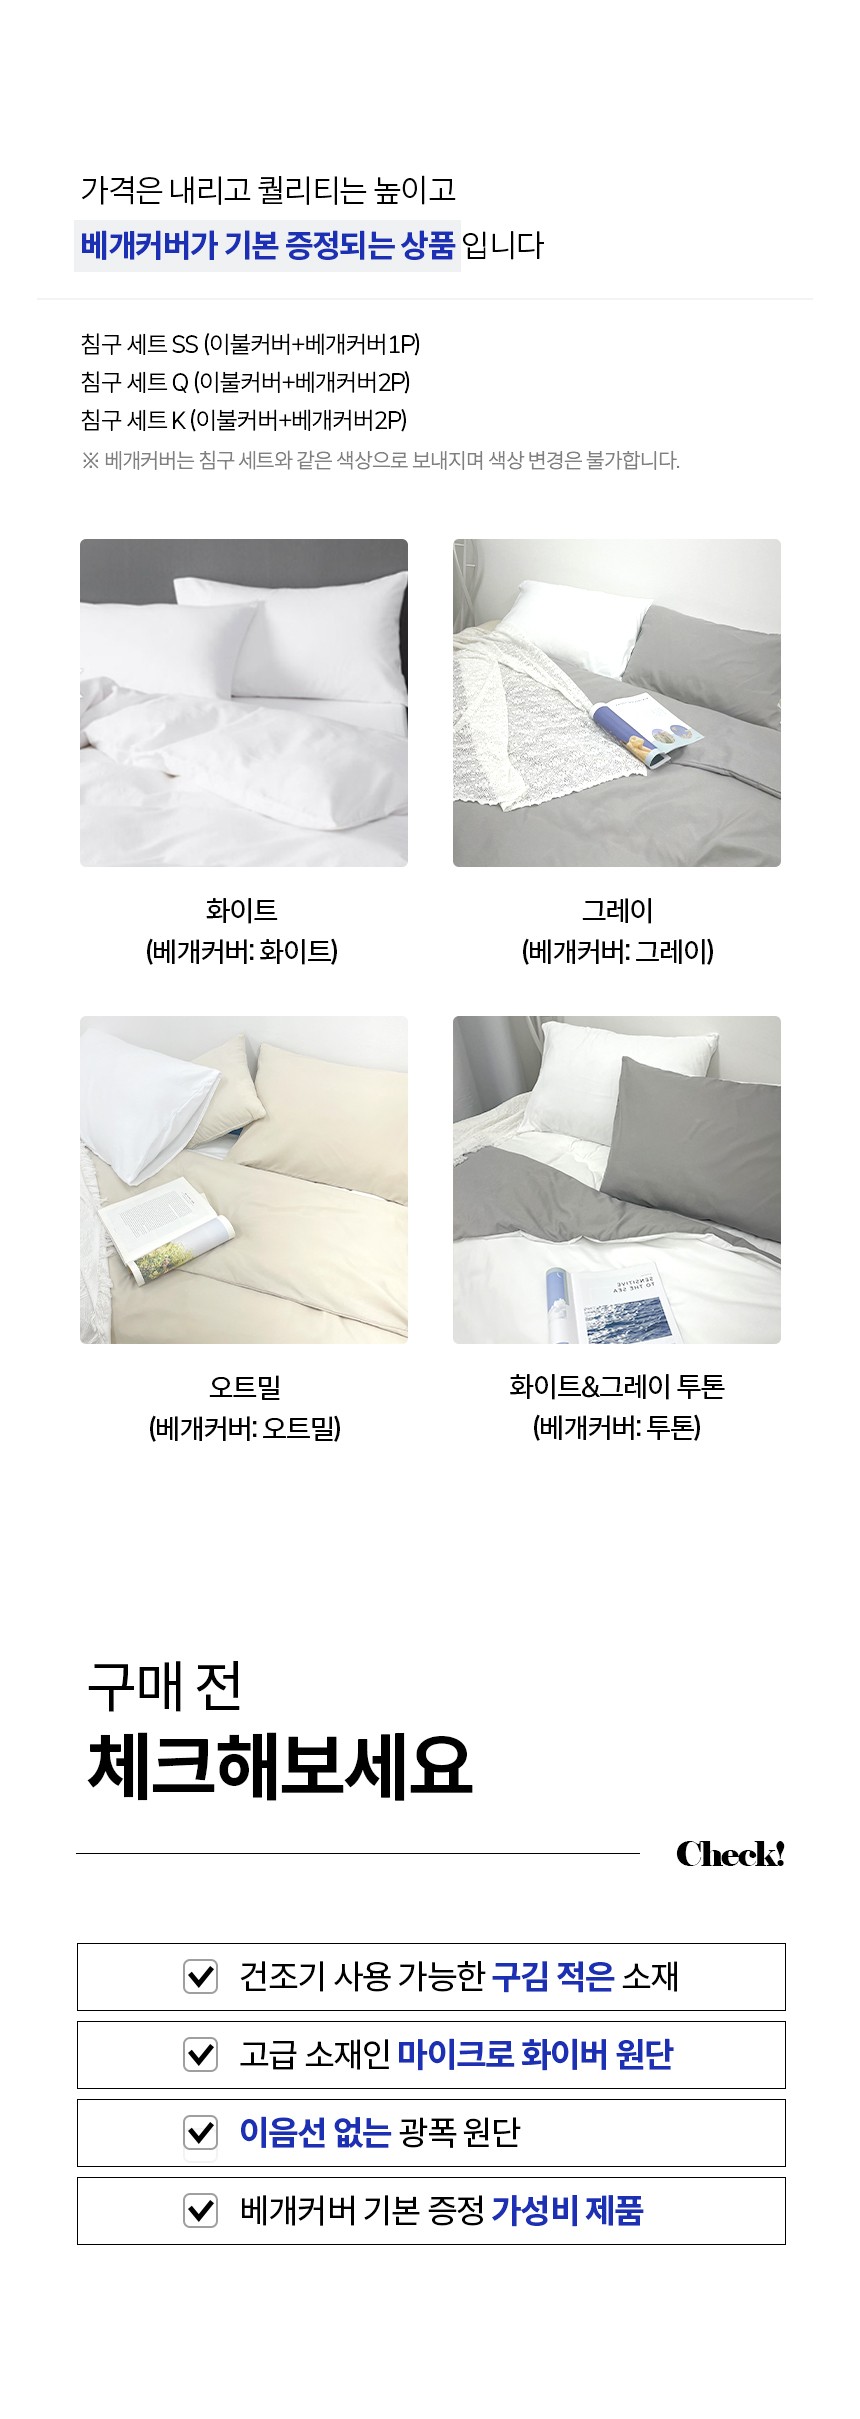 가격은 내리고 퀄리티는 높이고
베개커버가 기본 증정되는 상품입니다
침구 세트 SS (이불커버+베개커버1P)
침구 세트 Q (이불커버+베개커버2P)
침구 세트 K (이불커버+베개커버2P)
※ 베개커버는 침구 세트와 같은 색상으로 보내지며 색상 변경은 불가합니다.
화이트
(베개커버: 화이트)
그레이
(베개커버: 그레이)
SENSITIVE
TO THE SEA
오트밀
(베개커버: 오트밀)
화이트&그레이 투톤
(베개커버: 투톤)
구매 전
체크해보세요
Check!
건조기 사용 가능한 구김 적은 소재
고급 소재인 마이크로 화이버 원단
이음선 없는 광폭 원단
베개커버 기본 증정 가성비 제품